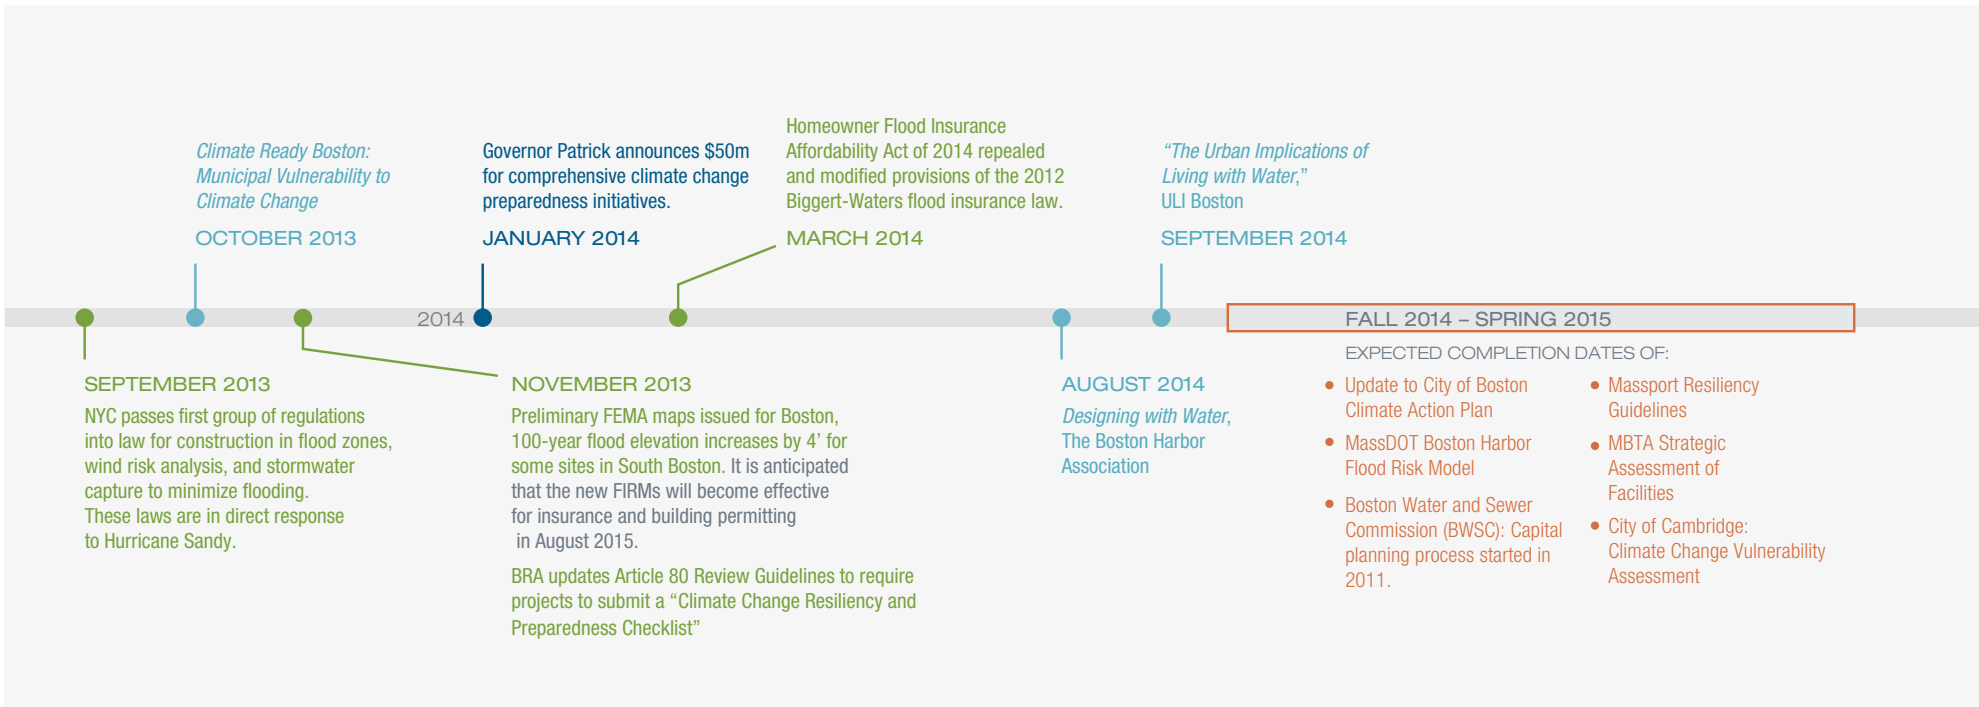 Climate Ready Boston:
Municipal Vulnerability to
Climate Change
OCTOBER 2013
Governor Patrick announces $50m
for comprehensive climate change
preparedness initiatives.
JANUARY 2014
Homeowner Flood Insurance
Affordability Act of 2014 repealed
and modified provisions of the 2012
Biggert-Waters flood insurance law.
MARCH 2014
“The Urban Implications of
Living with Water,”
ULI Boston
SEPTEMBER 2014
2014
FALL 2014 – SPRING 2015
SEPTEMBER 2013
NYC passes first group of regulations
into law for construction in flood zones,
wind risk analysis, and stormwater
capture to minimize flooding.
These laws are in direct response
to Hurricane Sandy.
NOVEMBER 2013
Preliminary FEMA maps issued for Boston,
100-year flood elevation increases by 4’ for
some sites in South Boston. It is anticipated
that the new FIRMs will become effective
for insurance and building permitting
in August 2015.
BRA updates Article 80 Review Guidelines to require
projects to submit a “Climate Change Resiliency and
Preparedness Checklist”
AUGUST 2014
Designing with Water,
The Boston Harbor
Association
EXPECTED COMPLETION DATES OF:
• Update to City of Boston
Climate Action Plan
• MassDOT Boston Harbor
Flood Risk Model
• Boston Water and Sewer
Commission (BWSC): Capital
planning process started in
2011.
• Massport Resiliency
Guidelines
• MBTA Strategic
Assessment of
Facilities
• City of Cambridge:
Climate Change Vulnerability
Assessment